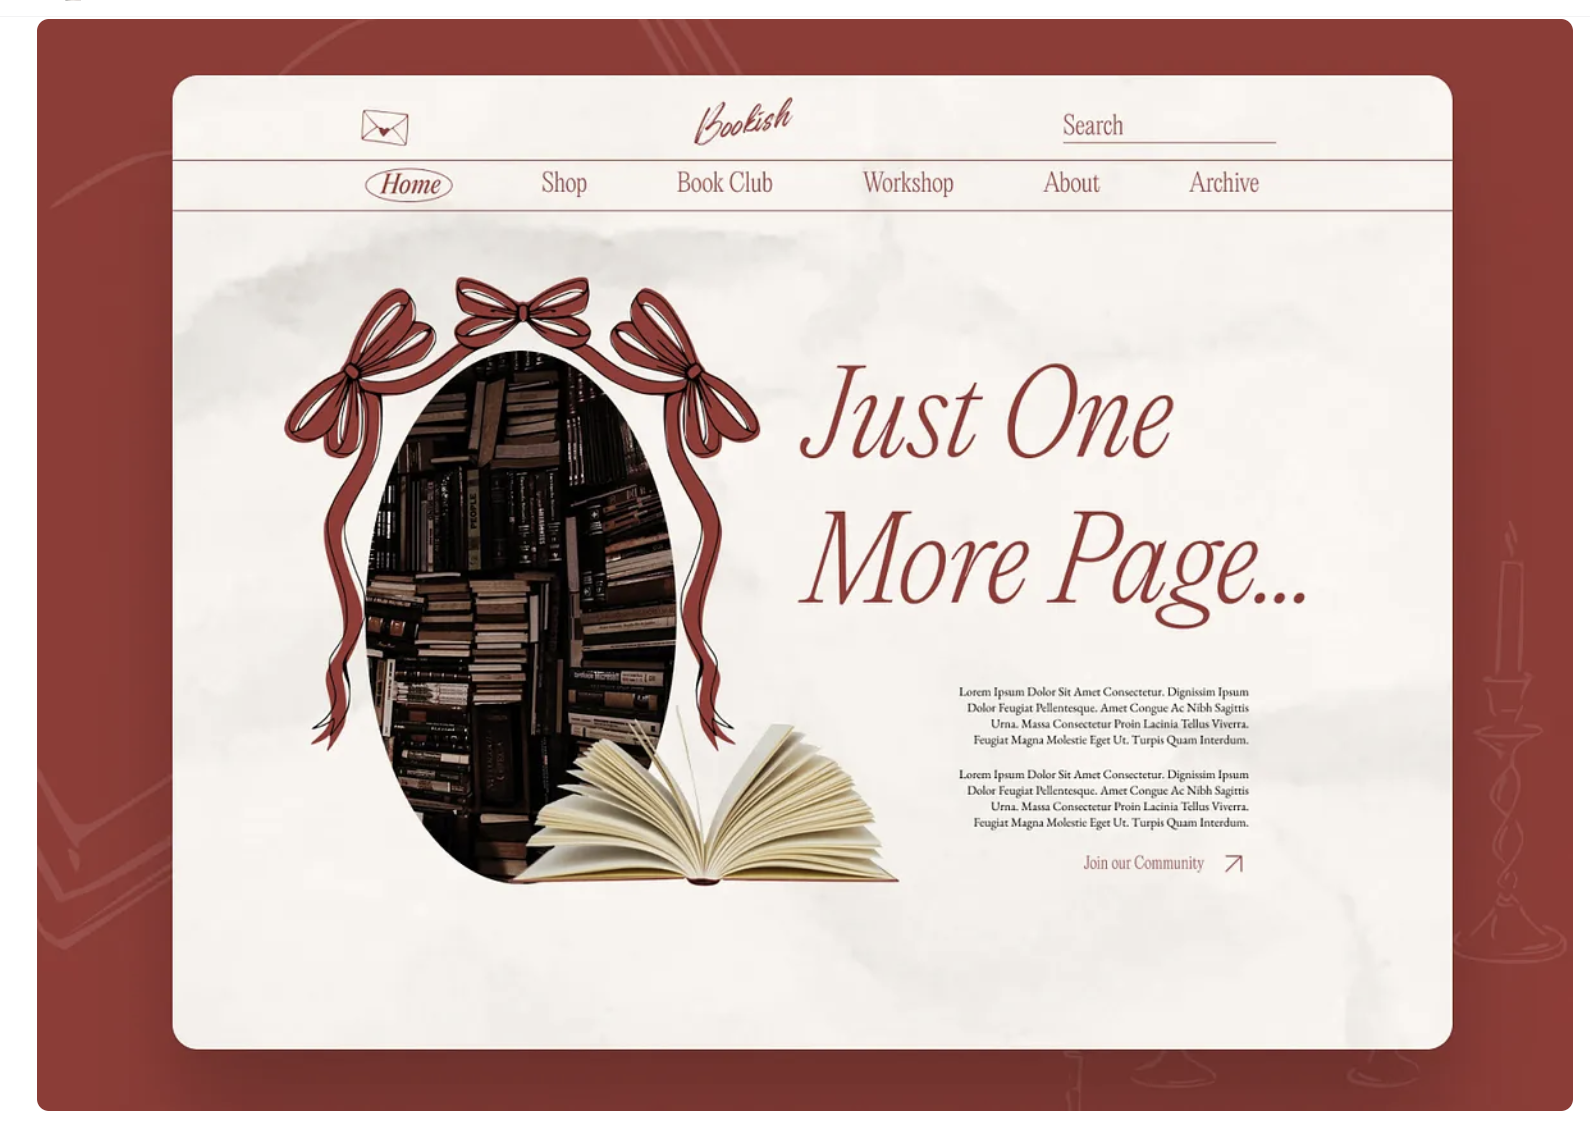 Bookish
Search
Home Shop Book Club Workshop About Archive
PEOPLE
Just One
More Page...
Lorem Ipsum Dolor Sit Amet Consectetur. Dignissim Ipsum
Dolor Feugiat Pellentesque. Amet Congue Ac Nibh Sagittis
Urna. Massa Consectetur Proin Lacinia Tellus Viverra.
Feugiat Magna Molestie Eget Ut. Turpis Quam Interdum.
Lorem Ipsum Dolor Sit Amet Consectetur. Dignissim Ipsum
Dolor Feugiat Pellentesque. Amet Congue Ac Nibh Sagittis
Urna. Massa Consectetur Proin Lacinia Tellus Viverra.
Feugiat Magna Molestie Eget Ut. Turpis Quam Interdum.
Join our Community